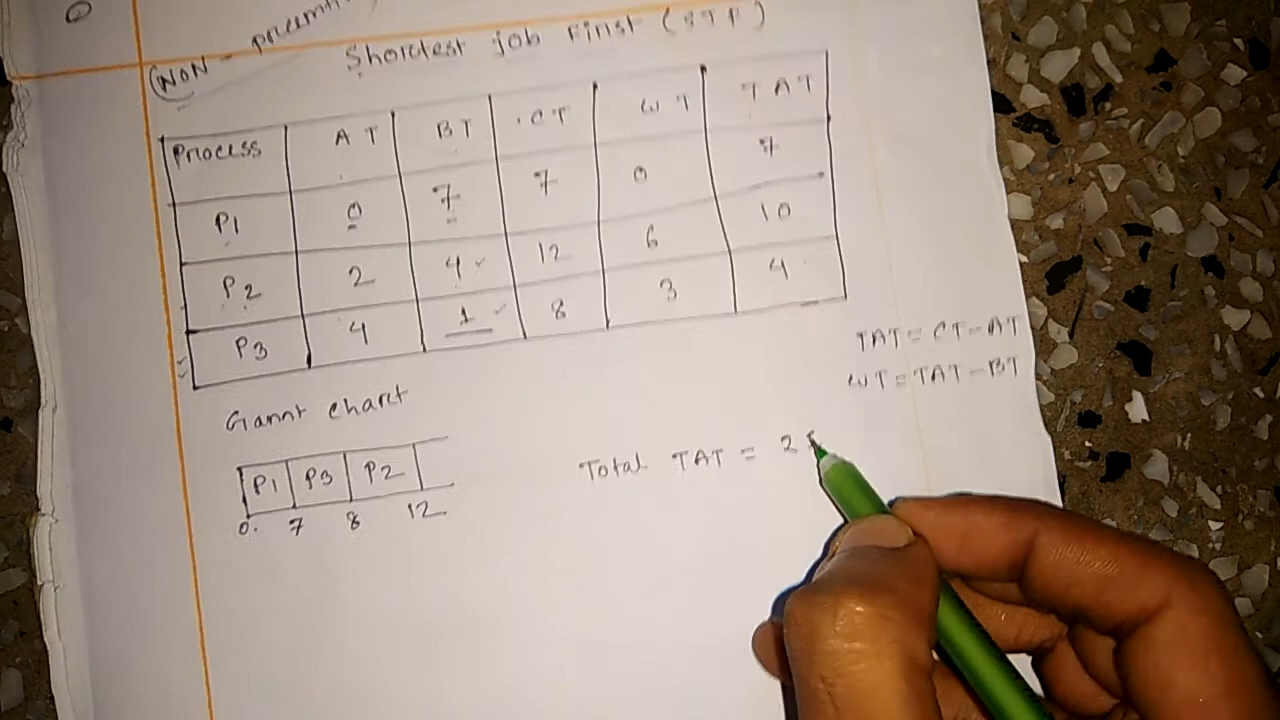 (NON - preemti
Shortest job First (SJF)
Process AT BT CT WT TAT
P1 0 7 7 0 7
P2 2 4 12 6 10
P3 4 1 8 3 4
TAT = CT - AT
WT = TAT - BT
Gannt chart
P1 P3 P2
0. 7 8 12
Total TAT = 2